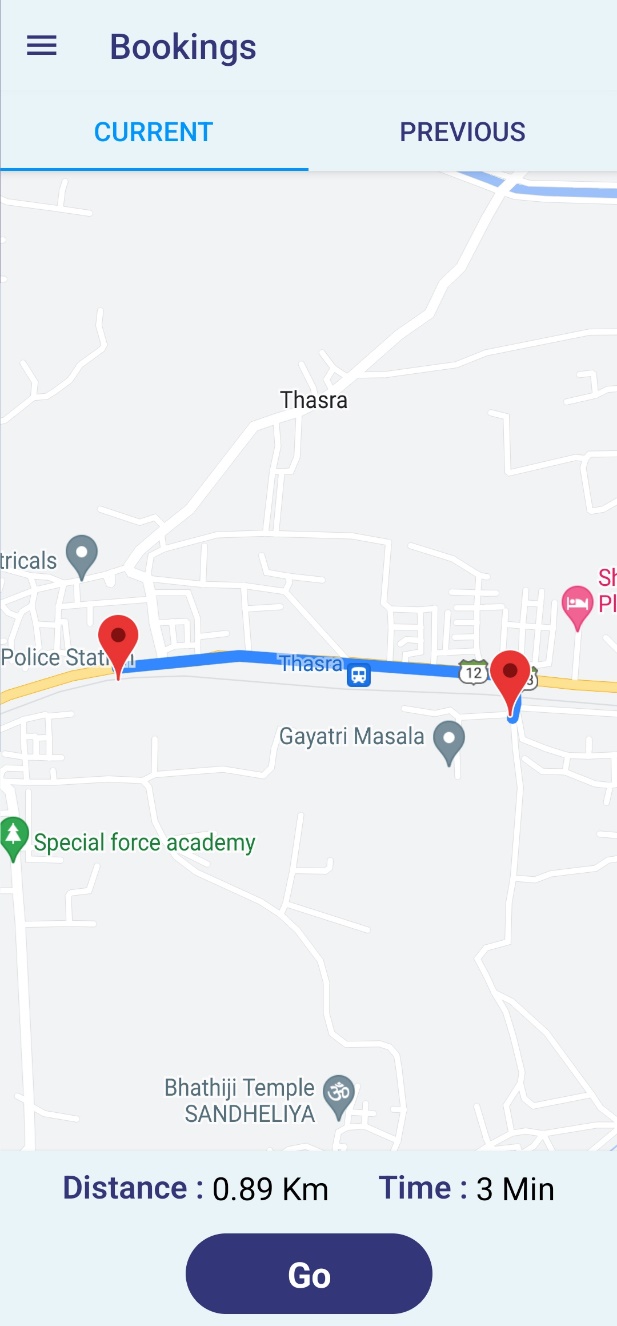 Bookings
CURRENT
PREVIOUS
Thasra
tricals
Sh
Pl
Police Stati
Thasra
12
Gayatri Masala
Special force academy
Bhathiji Temple
SANDHELIYA
Distance : 0.89 Km
Time : 3 Min
Go